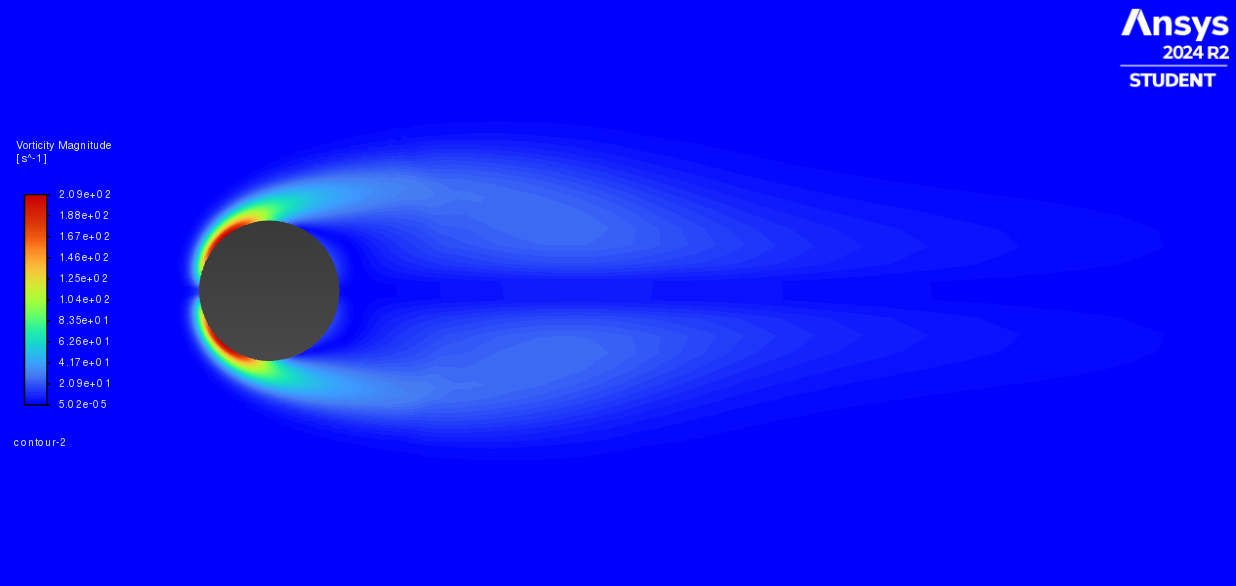 Ansys
2024 R2
STUDENT
Vorticity Magnitude
[ s^-1 ]
2.09e+02
1.88e+02
1.67e+02
1.46e+02
1.25e+02
1.04e+02
8.35e+01
6.26e+01
4.17e+01
2.09e+01
5.02e-05
contour-2